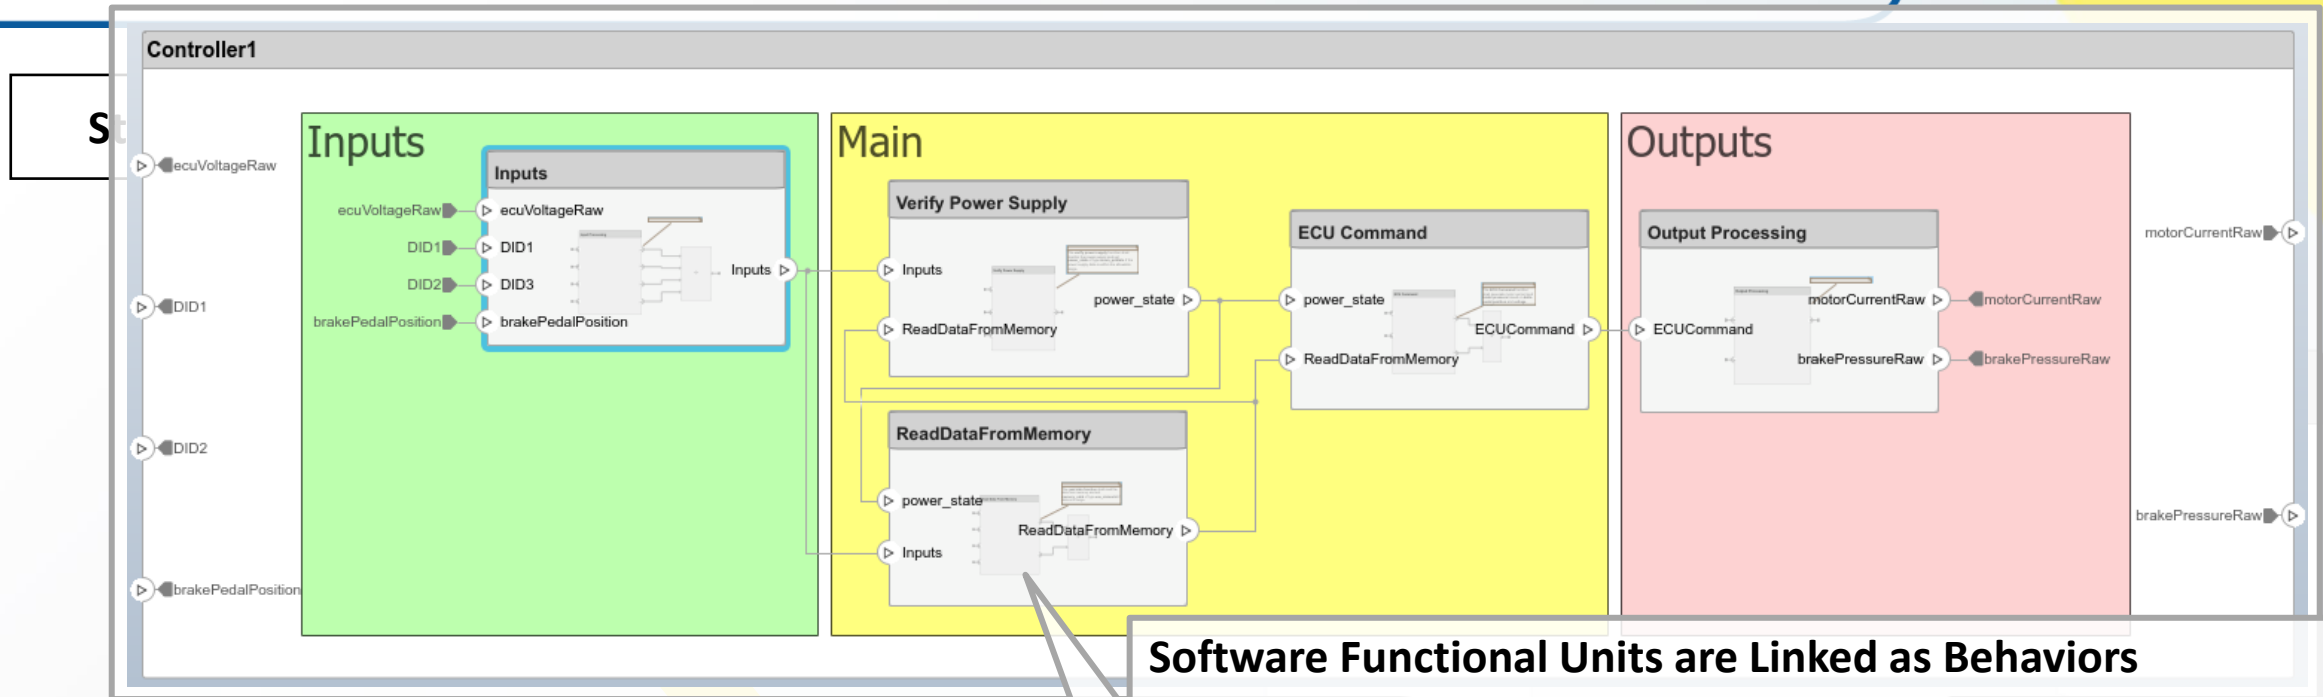 Controller1
St
ecuVoltageRaw
DID1
DID2
brakePedalPosition
Inputs
Inputs
ecuVoltageRaw
DID1
DID2
brakePedalPosition
ecuVoltageRaw
DID1
DID3
brakePedalPosition
Inputs
Main
Verify Power Supply
Inputs
ReadDataFromMemory
power_state
ReadDataFromMemory
power_state
Inputs
ReadDataFromMemory
ECU Command
power_state
ReadDataFromMemory
ECUCommand
Outputs
Output Processing
ECUCommand
motorCurrentRaw
brakePressureRaw
motorCurrentRaw
brakePressureRaw
motorCurrentRaw
brakePressureRaw
Software Functional Units are Linked as Behaviors